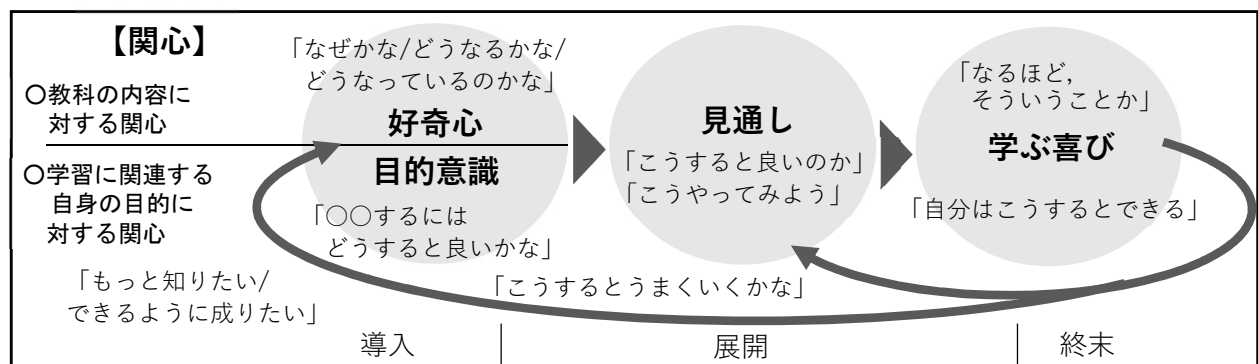 【関心】
〇教科の内容に
対する関心
〇学習に関連する
自身の目的に
対する関心
「もっと知りたい/
できるように成りたい」
「なぜかな/どうなるかな/
どうなっているのかな」
好奇心
目的意識
「〇〇するには
どうすると良いかな」
見通し
「こうすると良いのか」
「こうやってみよう」
「こうするとうまくいくかな」
「なるほど，
そういうことか」
学ぶ喜び
「自分はこうするとできる」
導入
展開
終末